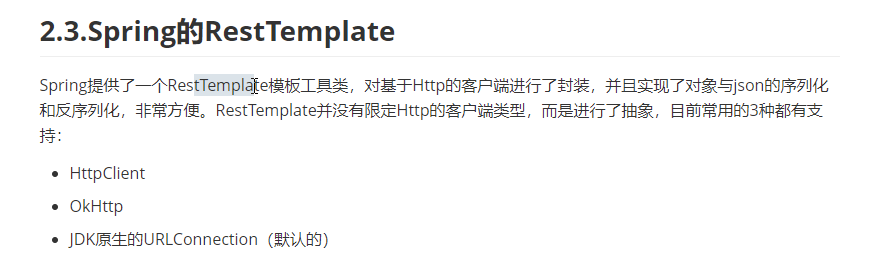 2.3.Spring的RestTemplate
Spring提供了一个RestTemplate模板工具类，对基于Http的客户端进行了封装，并且实现了对象与json的序列化
和反序列化，非常方便。RestTemplate并没有限定Http的客户端类型，而是进行了抽象，目前常用的3种都有支
持：
• HttpClient
• OkHttp
• JDK原生的URLConnection（默认的）